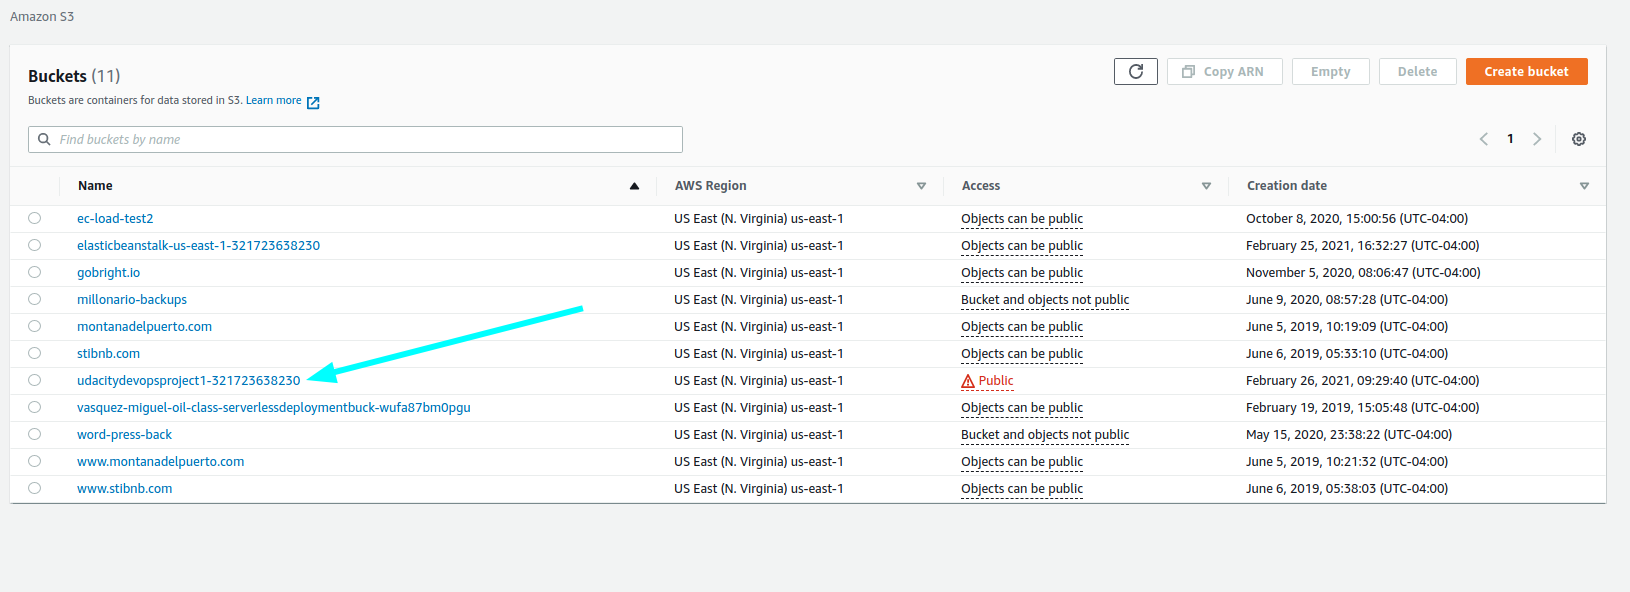 Amazon S3
Buckets (11)
Copy ARN Empty Delete Create bucket
Buckets are containers for data stored in S3. Learn more
Find buckets by name
1
Name AWS Region Access Creation date
ec-load-test2 US East (N. Virginia) us-east-1 Objects can be public October 8, 2020, 15:00:56 (UTC-04:00)
elasticbeanstalk-us-east-1-321723638230 US East (N. Virginia) us-east-1 Objects can be public February 25, 2021, 16:32:27 (UTC-04:00)
gobright.io US East (N. Virginia) us-east-1 Objects can be public November 5, 2020, 08:06:47 (UTC-04:00)
millonario-backups US East (N. Virginia) us-east-1 Bucket and objects not public June 9, 2020, 08:57:28 (UTC-04:00)
montanadelpuerto.com US East (N. Virginia) us-east-1 Objects can be public June 5, 2019, 10:19:09 (UTC-04:00)
stibnb.com US East (N. Virginia) us-east-1 Objects can be public June 6, 2019, 05:33:10 (UTC-04:00)
udacitydevopsproject1-321723638230 US East (N. Virginia) us-east-1 Public February 26, 2021, 09:29:40 (UTC-04:00)
vasquez-miguel-oil-class-serverlessdeploymentbuck-wufa87bm0pgu US East (N. Virginia) us-east-1 Objects can be public February 19, 2019, 15:05:48 (UTC-04:00)
word-press-back US East (N. Virginia) us-east-1 Bucket and objects not public May 15, 2020, 23:38:22 (UTC-04:00)
www.montanadelpuerto.com US East (N. Virginia) us-east-1 Objects can be public June 5, 2019, 10:21:32 (UTC-04:00)
www.stibnb.com US East (N. Virginia) us-east-1 Objects can be public June 6, 2019, 05:38:03 (UTC-04:00)